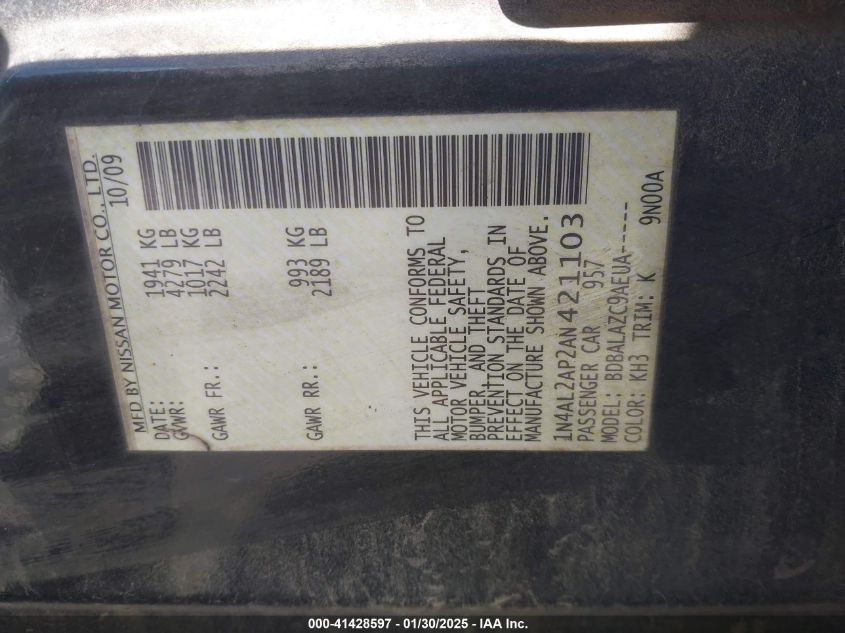 MFD BY NISSAN MOTOR CO., LTD.
DATE: 10/09
GVWR: 1941 KG
4279 LB
GAWR FR.: 1017 KG
2242 LB
GAWR RR.: 993 KG
2189 LB
THIS VEHICLE CONFORMS TO
ALL APPLICABLE FEDERAL
MOTOR VEHICLE SAFETY,
BUMPER, AND THEFT
PREVENTION STANDARDS IN
EFFECT ON THE DATE OF
MANUFACTURE SHOWN ABOVE.
1N4AL2AP2AN421103
PASSENGER CAR 957
MODEL: BDBALAZC9AEUA-----
COLOR: KH3 TRIM: K 9N00A
000-41428597 - 01/30/2025 - IAA Inc.